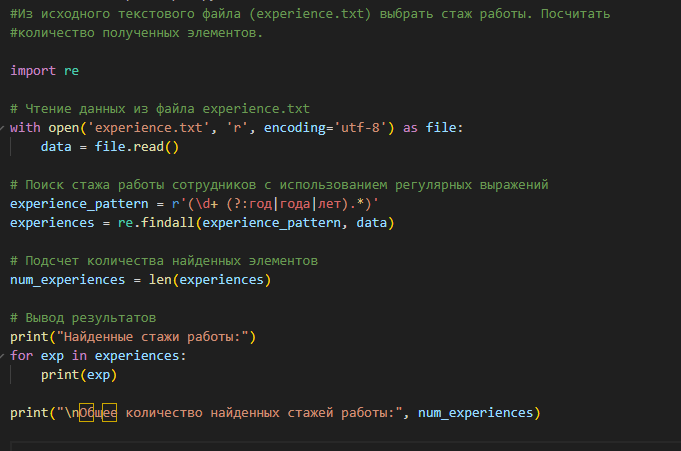 #Из исходного текстового файла (experience.txt) выбрать стаж работы. Посчитать
#количество полученных элементов.
import re
# Чтение данных из файла experience.txt
with open('experience.txt', 'r', encoding='utf-8') as file:
    data = file.read()
# Поиск стажа работы сотрудников с использованием регулярных выражений
experience_pattern = r'(\d+ (?:год|года|лет).*)'
experiences = re.findall(experience_pattern, data)
# Подсчет количества найденных элементов
num_experiences = len(experiences)
# Вывод результатов
print("Найденные стажи работы:")
for exp in experiences:
    print(exp)
print("\nОбщее количество найденных стажей работы:", num_experiences)